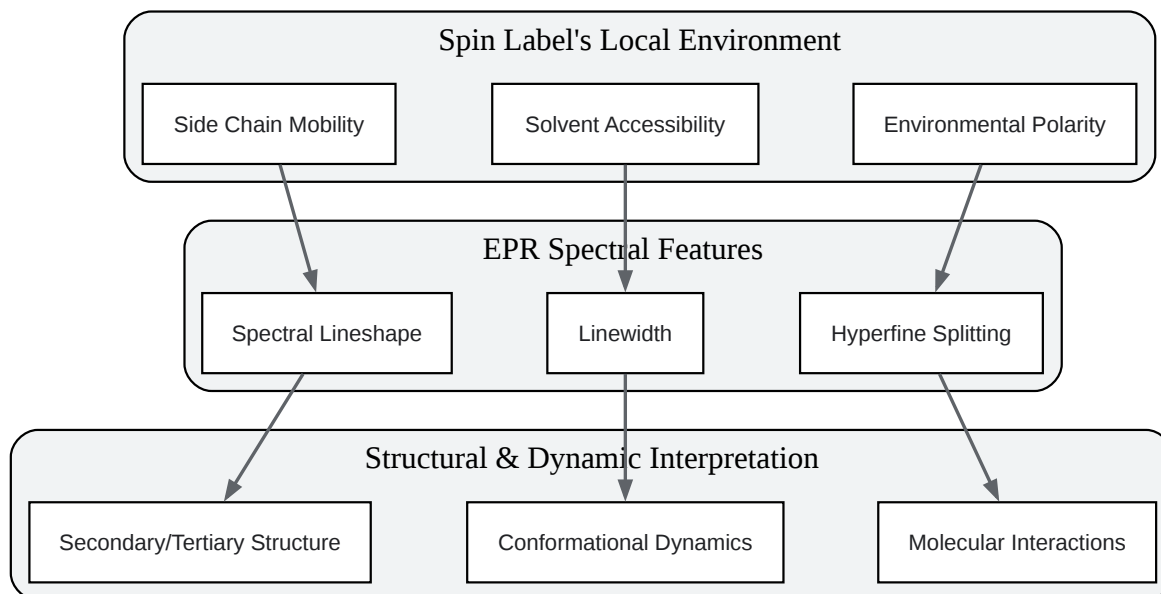 Spin Label's Local Environment
Side Chain Mobility
Solvent Accessibility
Environmental Polarity
EPR Spectral Features
Spectral Lineshape
Linewidth
Hyperfine Splitting
Structural & Dynamic Interpretation
Secondary/Tertiary Structure
Conformational Dynamics
Molecular Interactions